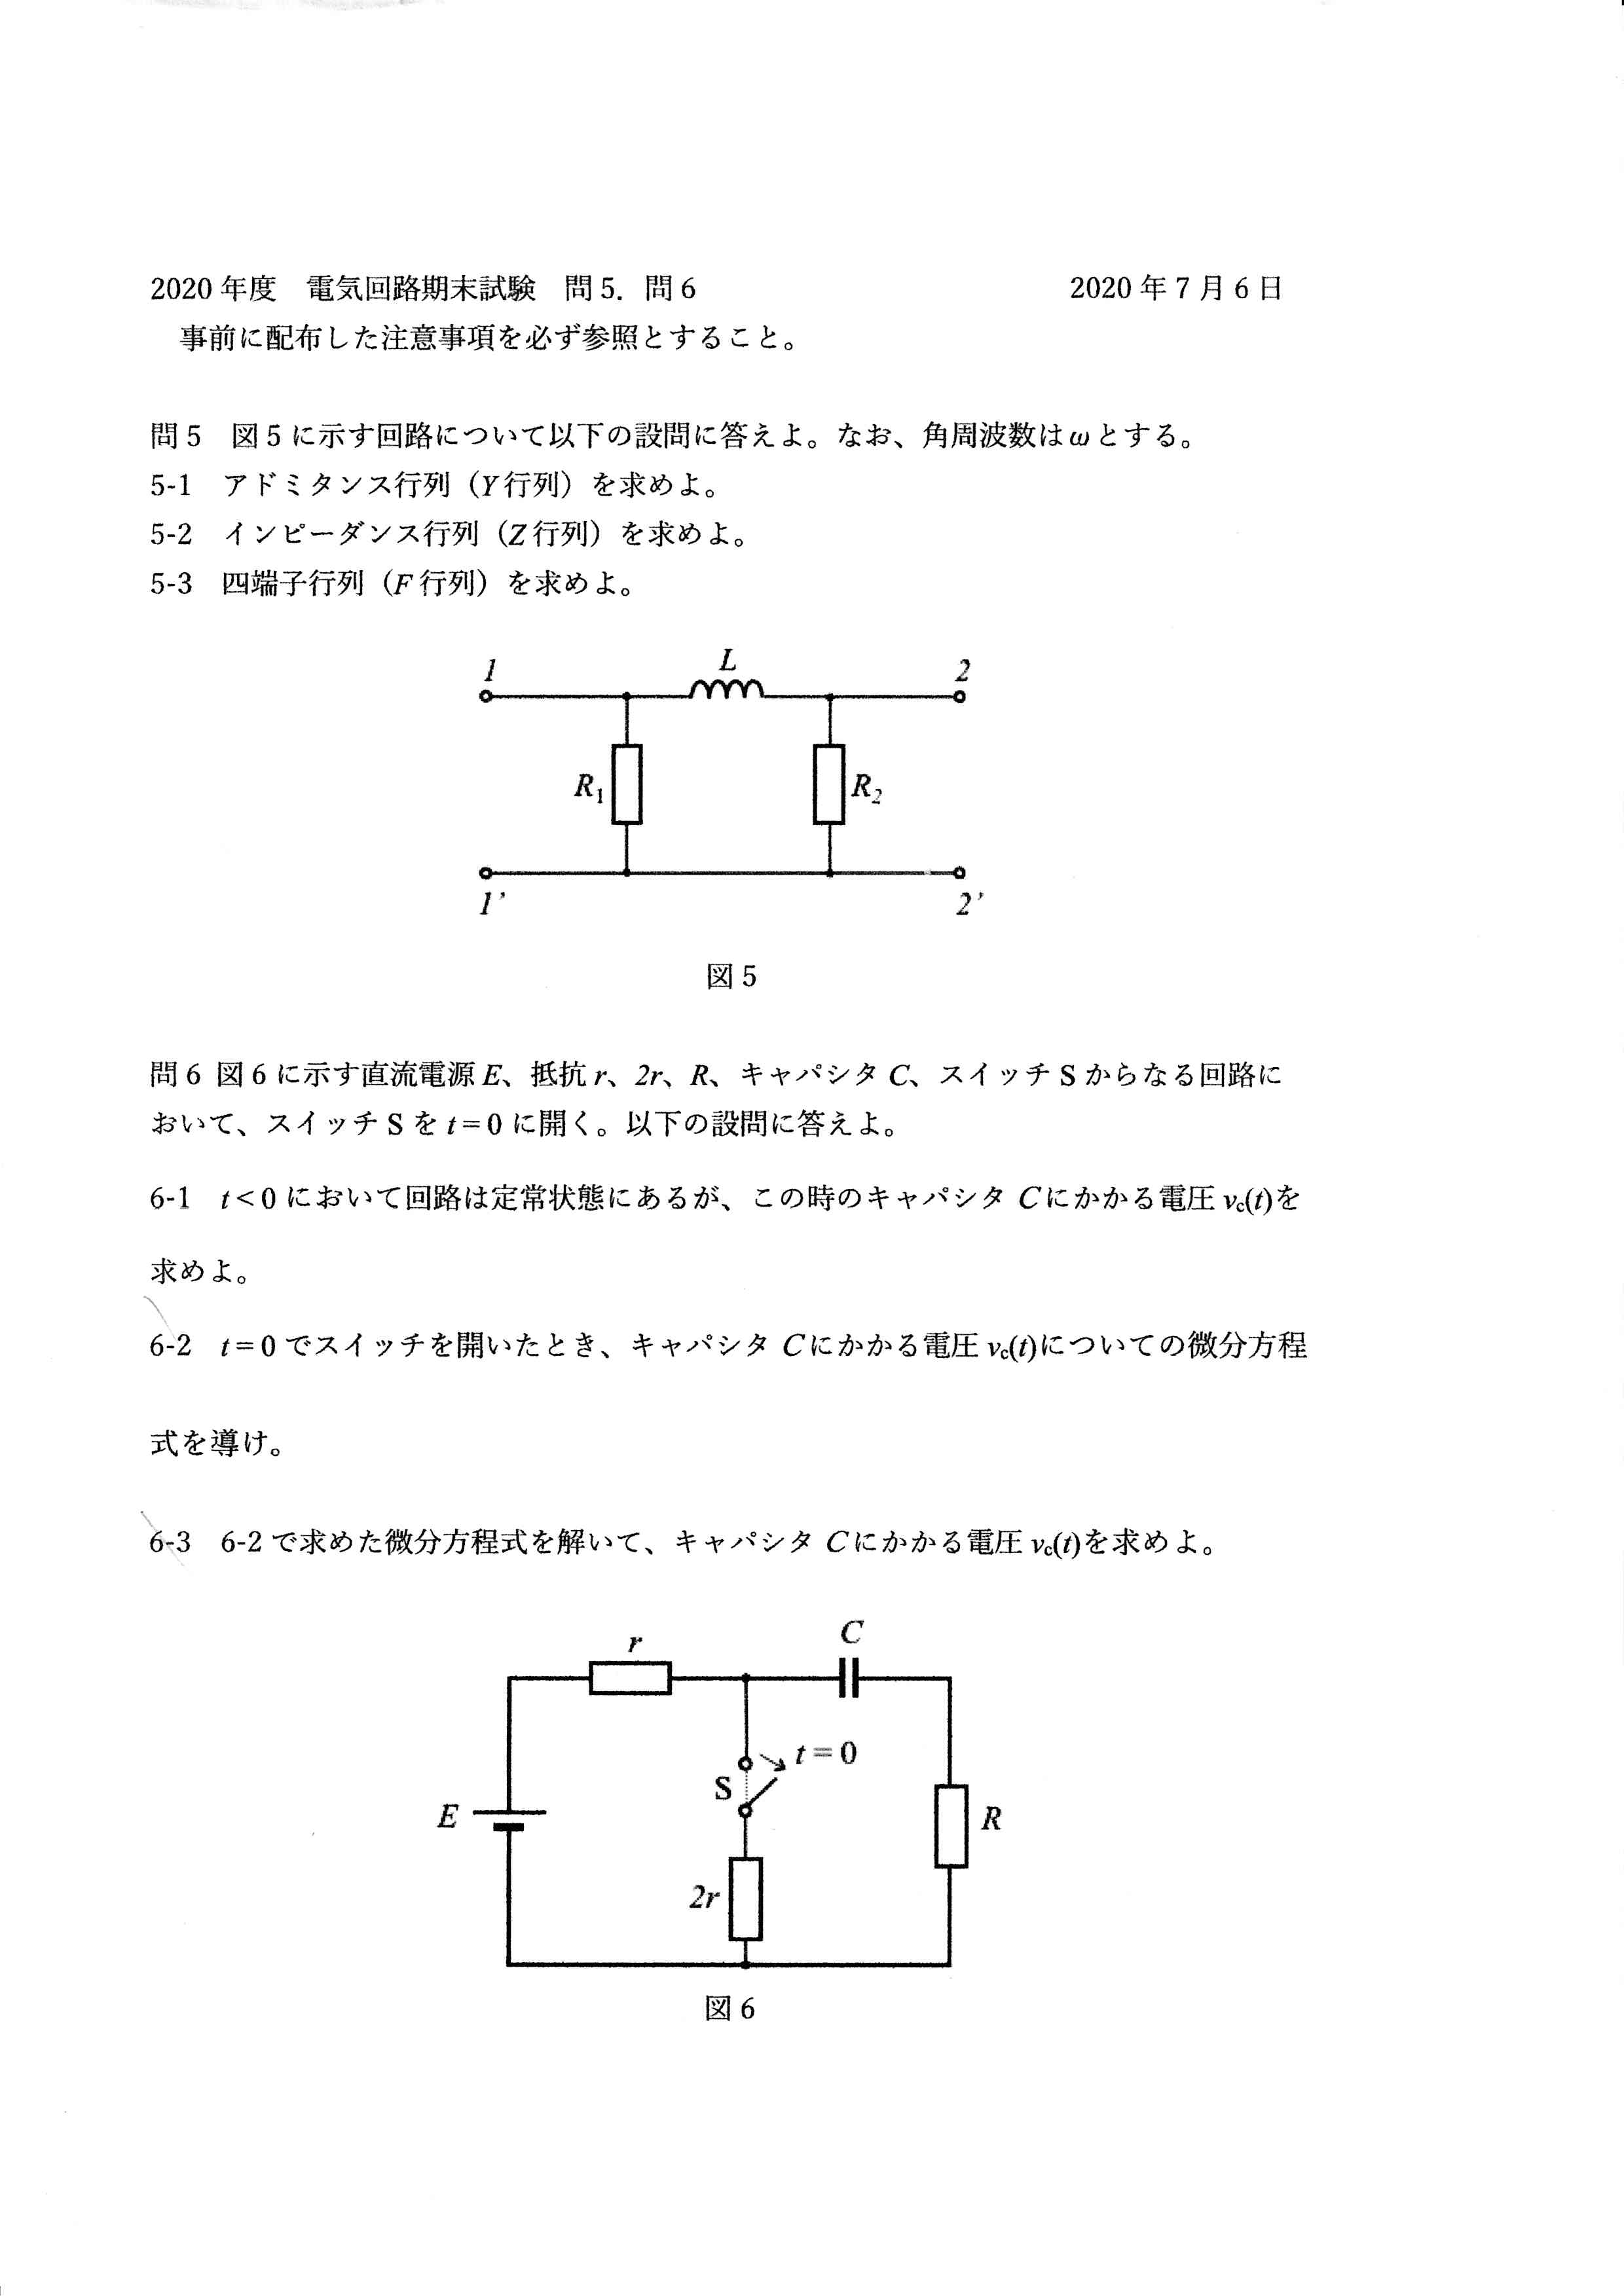 2020 年度　電気回路期末試験　問 5．問 6　2020 年 7 月 6 日
事前に配布した注意事項を必ず参照とすること。
問 5　図 5 に示す回路について以下の設問に答えよ。なお、角周波数は ω とする。
5-1　アドミタンス行列（Y 行列）を求めよ。
5-2　インピーダンス行列（Z 行列）を求めよ。
5-3　四端子行列（F 行列）を求めよ。
1　L　2
R₁　R₂
1'　2'
図 5
問 6 図 6 に示す直流電源 E、抵抗 r、2r、R、キャパシタ C、スイッチ S からなる回路に
おいて、スイッチ S を t = 0 に開く。以下の設問に答えよ。
6-1　t < 0 において回路は定常状態にあるが、この時のキャパシタ C にかかる電圧 vc(t)を
求めよ。
6-2　t = 0 でスイッチを開いたとき、キャパシタ C にかかる電圧 vc(t)についての微分方程
式を導け。
6-3　6-2 で求めた微分方程式を解いて、キャパシタ C にかかる電圧 vc(t)を求めよ。
r　C
t = 0
S
E　R
2r
図 6